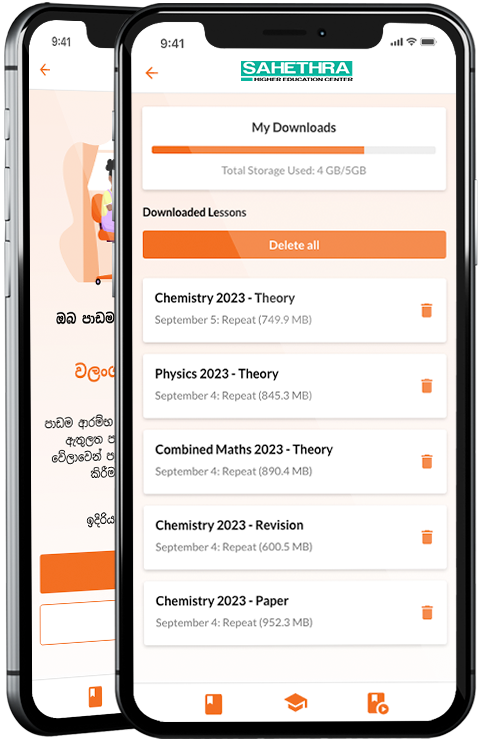 9:41
ඔබ පාඩම
පාඩම ආරම්භ
ඇතුලත ප
වේලාවෙන් ප
කිරීම
ඉදිරිය
9:41
SAHETHRA
HIGHER EDUCATION CENTER
My Downloads
Total Storage Used: 4 GB/5GB
Downloaded Lessons
Delete all
Chemistry 2023 - Theory
September 5: Repeat (749.9 MB)
Physics 2023 - Theory
September 4: Repeat (845.3 MB)
Combined Maths 2023 - Theory
September 4: Repeat (890.4 MB)
Chemistry 2023 - Revision
September 4: Repeat (600.5 MB)
Chemistry 2023 - Paper
September 4: Repeat (952.3 MB)